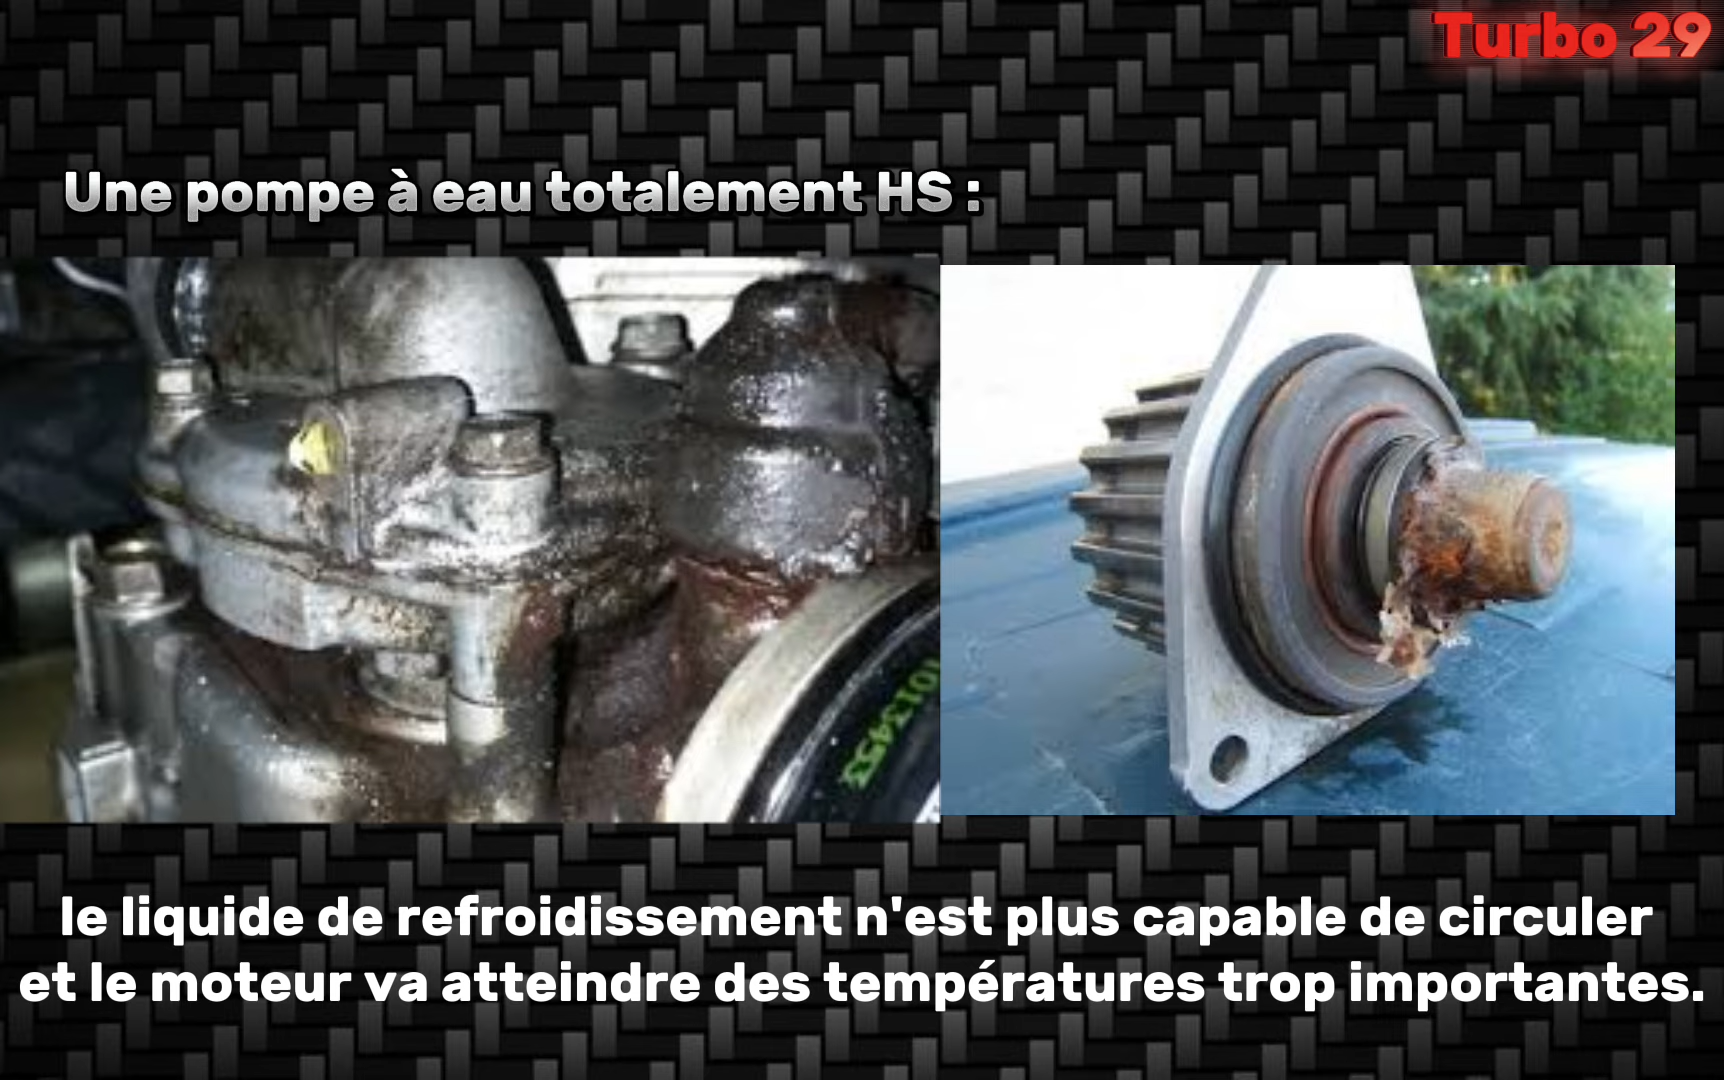 Turbo 29
Une pompe à eau totalement HS :
1013453
le liquide de refroidissement n'est plus capable de circuler
et le moteur va atteindre des températures trop importantes.